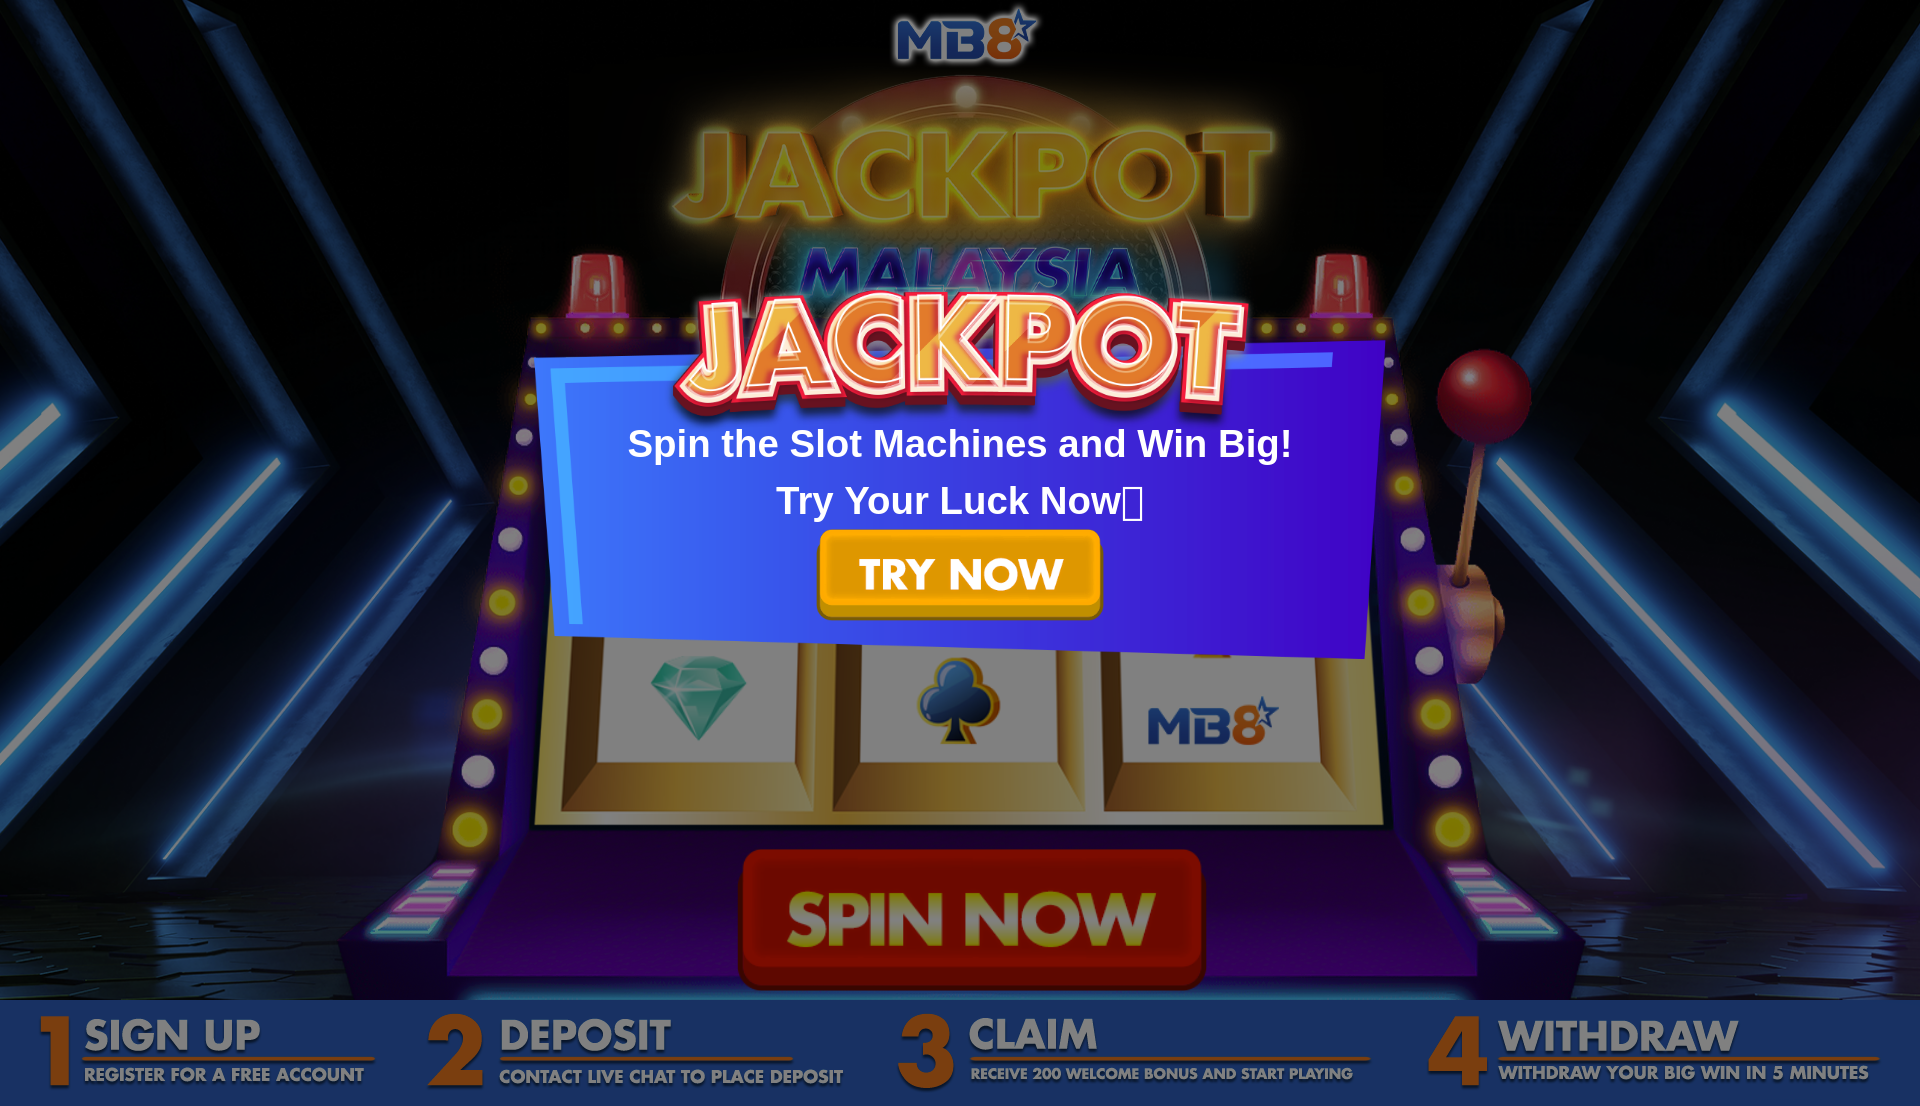 MB8
JACKPOT
MALAYSIA
JACKPOT
Spin the Slot Machines and Win Big!
Try Your Luck Now
TRY NOW
MB8
SPIN NOW
1 SIGN UP
REGISTER FOR A FREE ACCOUNT
2 DEPOSIT
CONTACT LIVE CHAT TO PLACE DEPOSIT
3 CLAIM
RECEIVE 200 WELCOME BONUS AND START PLAYING
4 WITHDRAW
WITHDRAW YOUR BIG WIN IN 5 MINUTES